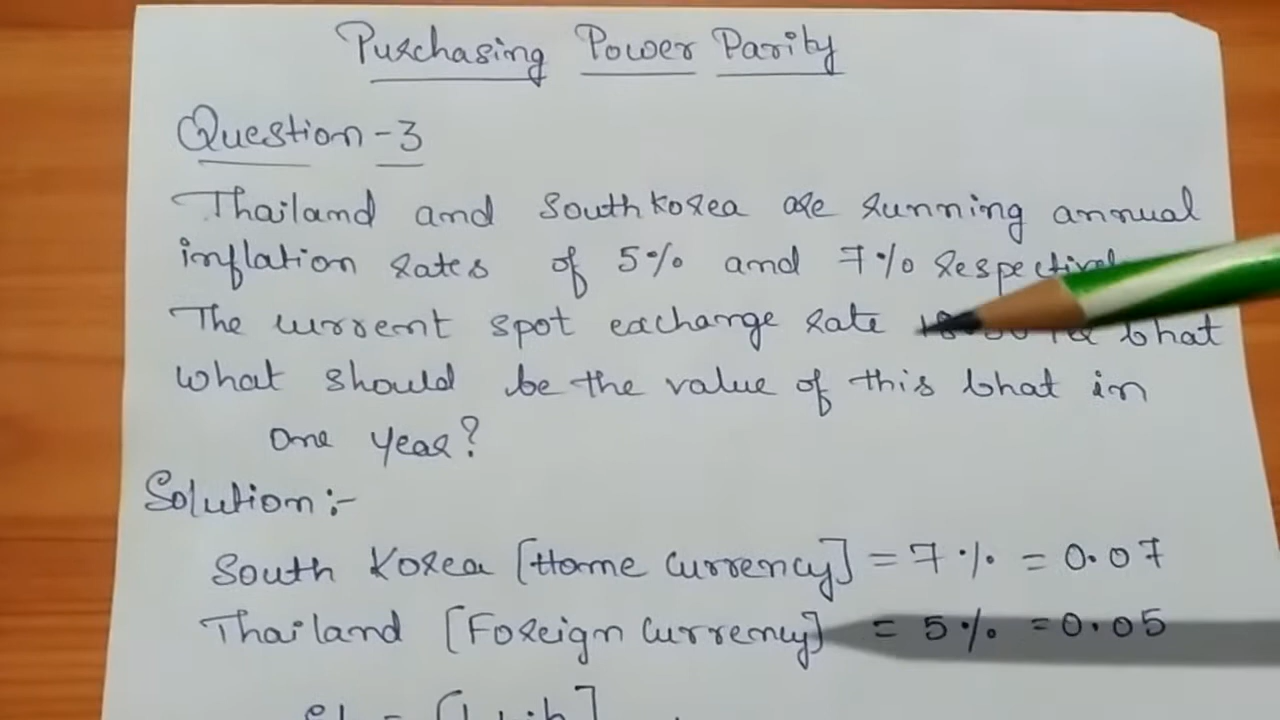 Purchasing Power Parity
Question-3
Thailand and South Korea are running annual
inflation rates of 5% and 7%
The current spot exchange rate bhat
what should be the value of this bhat in
one year?
Solution:-
South Korea [Home Currency] = 7% = 0.07
Thailand [Foreign Currency] = 5% = 0.05